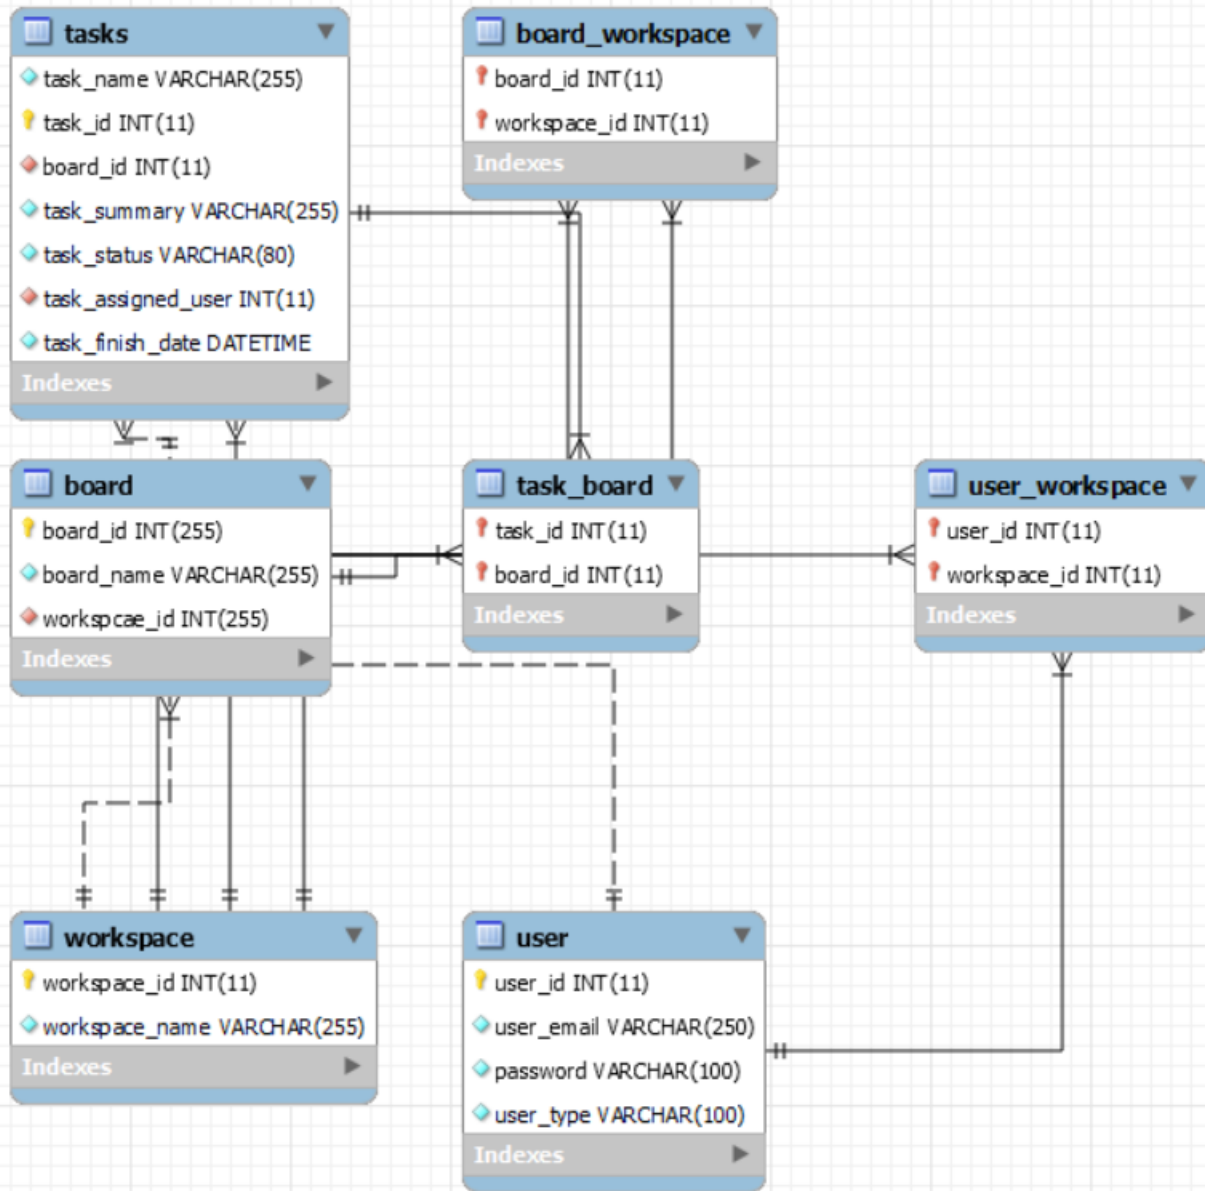 tasks
task_name VARCHAR(255)
task_id INT(11)
board_id INT(11)
task_summary VARCHAR(255)
task_status VARCHAR(80)
task_assigned_user INT(11)
task_finish_date DATETIME
Indexes
board_workspace
board_id INT(11)
workspace_id INT(11)
Indexes
board
board_id INT(255)
board_name VARCHAR(255)
workspcae_id INT(255)
Indexes
task_board
task_id INT(11)
board_id INT(11)
Indexes
user_workspace
user_id INT(11)
workspace_id INT(11)
Indexes
workspace
workspace_id INT(11)
workspace_name VARCHAR(255)
Indexes
user
user_id INT(11)
user_email VARCHAR(250)
password VARCHAR(100)
user_type VARCHAR(100)
Indexes